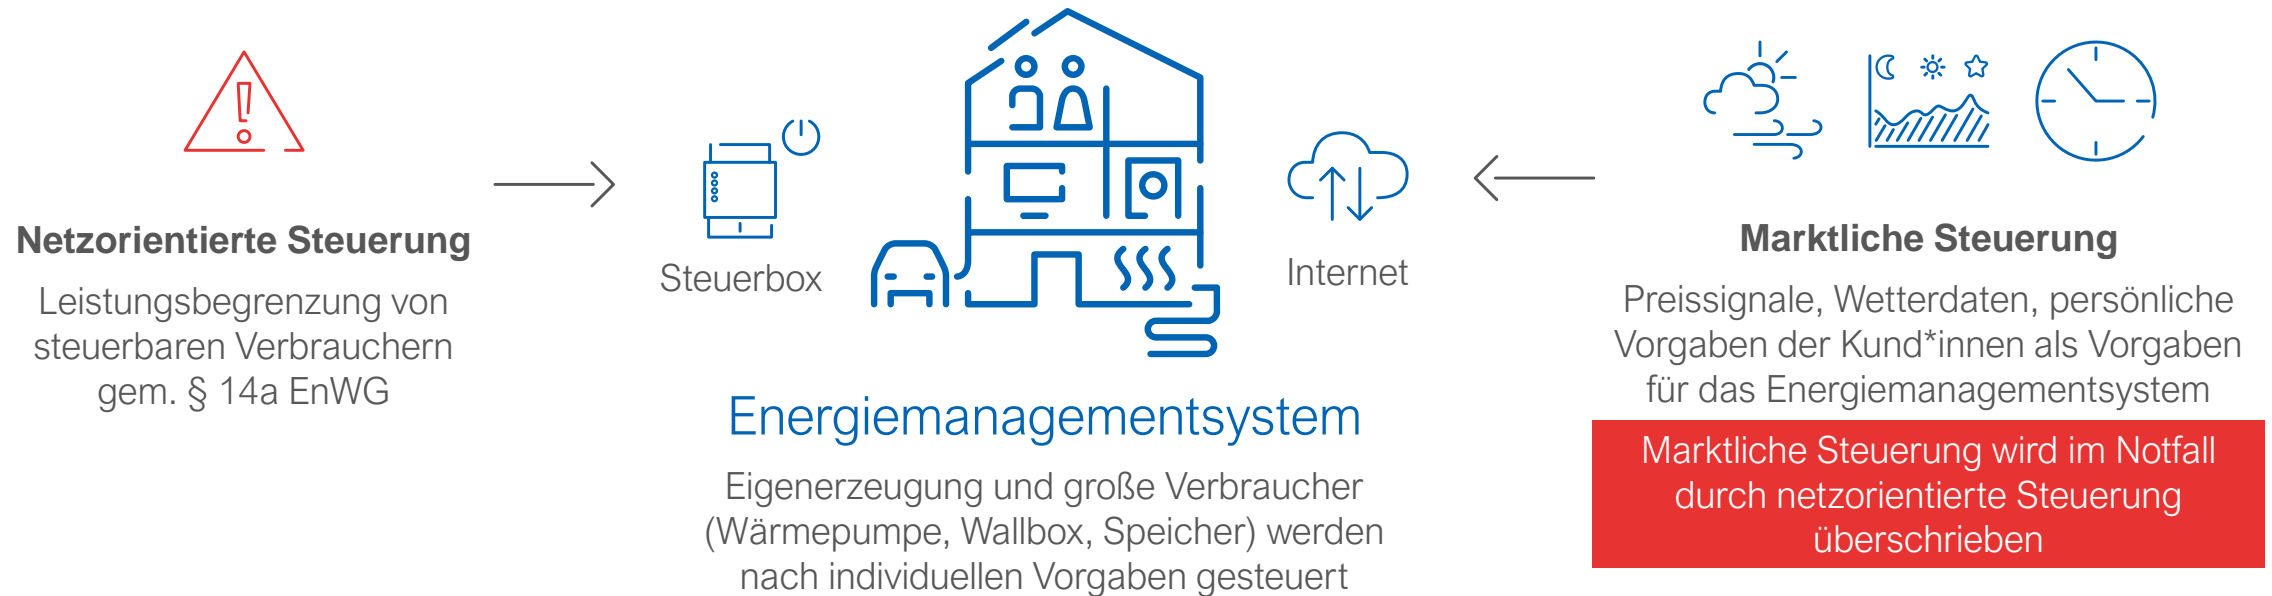 Netzorientierte Steuerung
Leistungsbegrenzung von
steuerbaren Verbrauchern
gem. § 14a EnWG
Steuerbox
Energiemanagementsystem
Eigenerzeugung und große Verbraucher
(Wärmepumpe, Wallbox, Speicher) werden
nach individuellen Vorgaben gesteuert
Internet
Marktliche Steuerung
Preissignale, Wetterdaten, persönliche
Vorgaben der Kund*innen als Vorgaben
für das Energiemanagementsystem
Marktliche Steuerung wird im Notfall
durch netzorientierte Steuerung
überschrieben